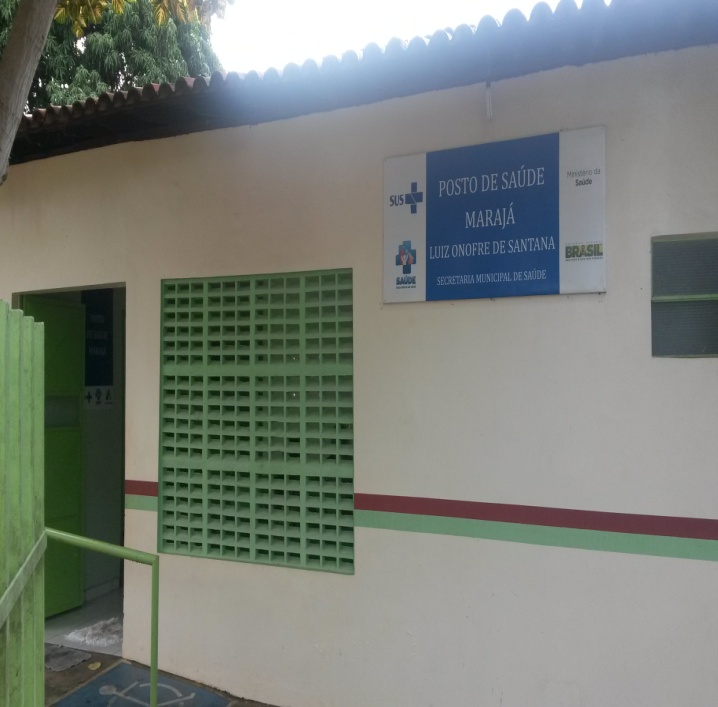 SUS
POSTO DE SAÚDE
MARAJÁ
LUIZ ONOFRE DE SANTANA
SECRETARIA MUNICIPAL DE SAÚDE
Ministério da
Saúde
SAÚDE
BRASIL